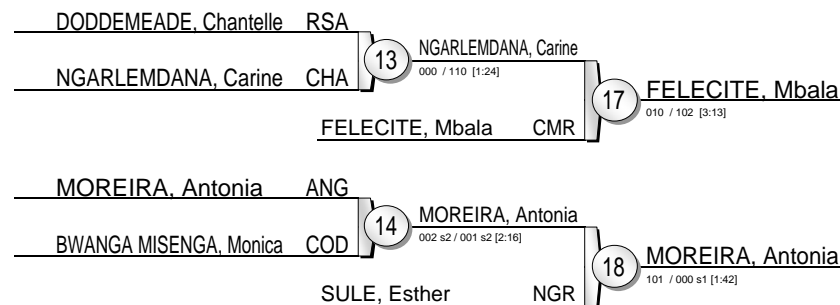 DODDEMEADE, Chantelle RSA
13
NGARLEMDANA, Carine
000 / 110 [1:24]
NGARLEMDANA, Carine CHA
17
FELECITE, Mbala
010 / 102 [3:13]
FELECITE, Mbala CMR
MOREIRA, Antonia ANG
14
MOREIRA, Antonia
002 s2 / 001 s2 [2:16]
BWANGA MISENGA, Monica COD
18
MOREIRA, Antonia
101 / 000 s1 [1:42]
SULE, Esther NGR